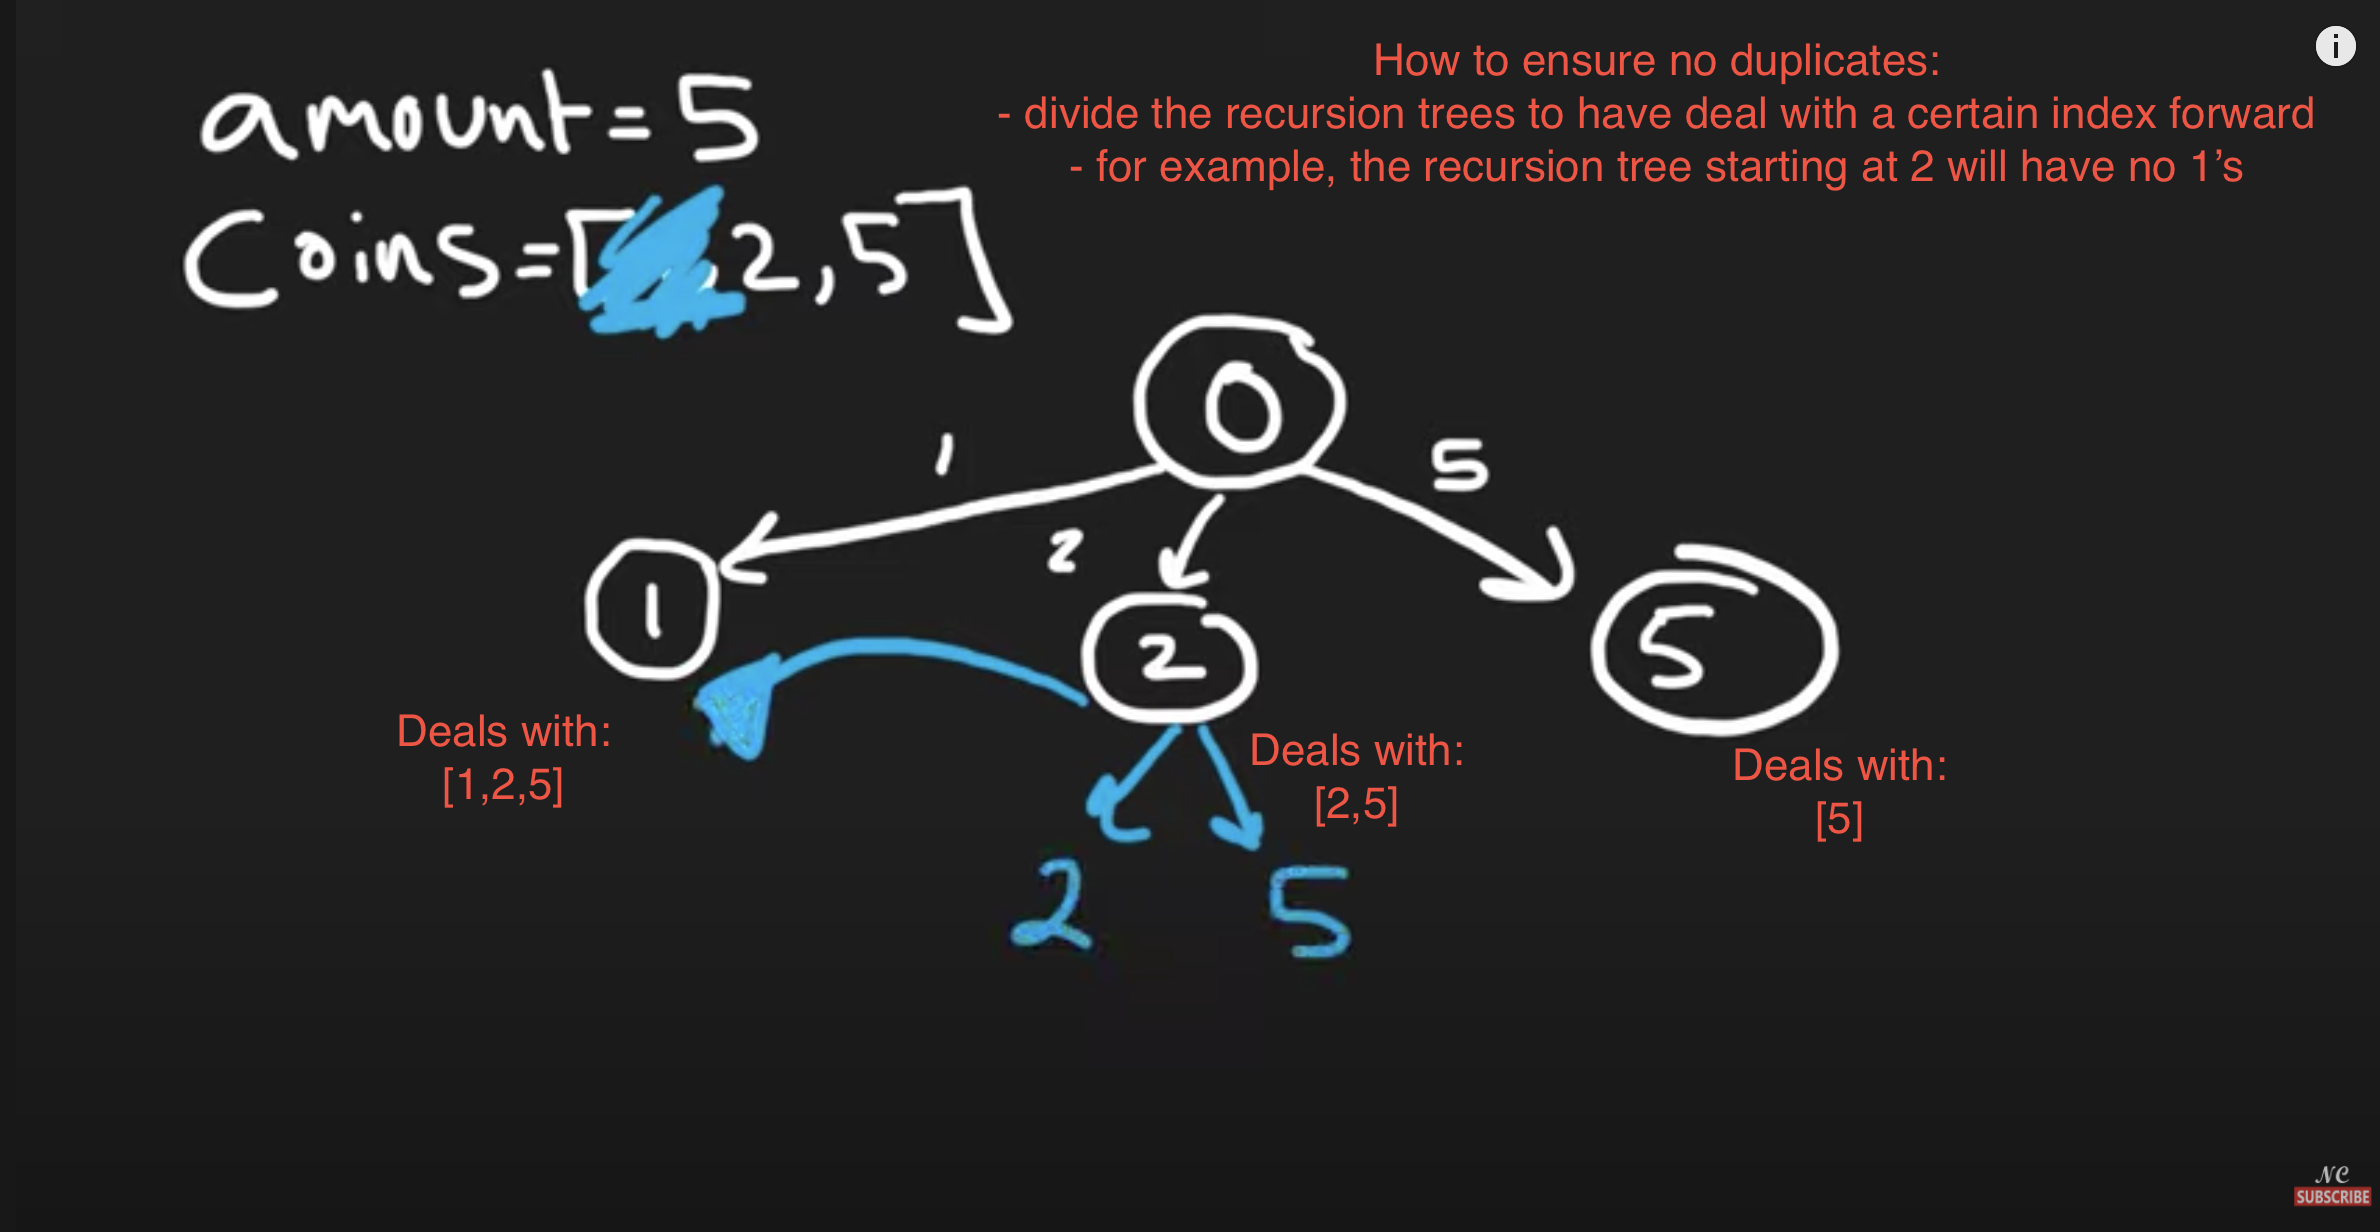 How to ensure no duplicates:
- divide the recursion trees to have deal with a certain index forward
- for example, the recursion tree starting at 2 will have no 1's
i
amount=5
Coins=[ ,2,5]
0
1
2
5
1
2
5
Deals with:
[1,2,5]
Deals with:
[2,5]
Deals with:
[5]
2
5
NC
SUBSCRIBE